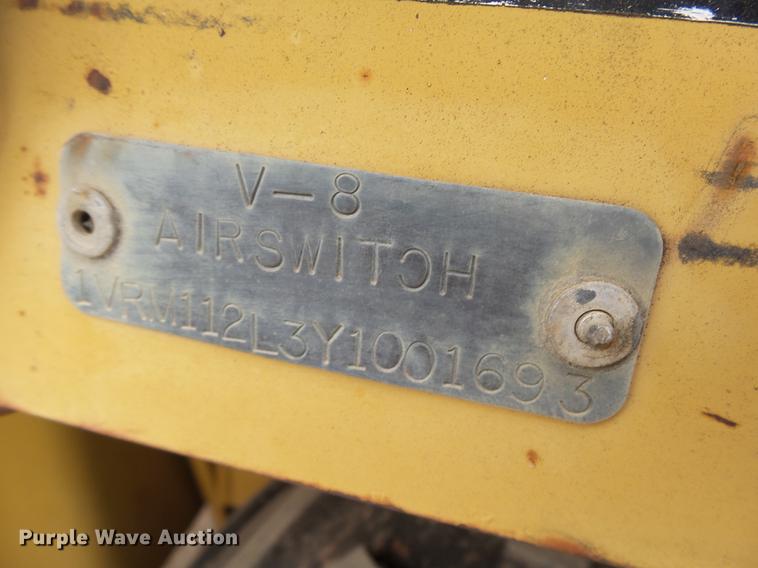 V-8
AIRSWITCH
1VRM112L3Y1001693
Purple Wave Auction